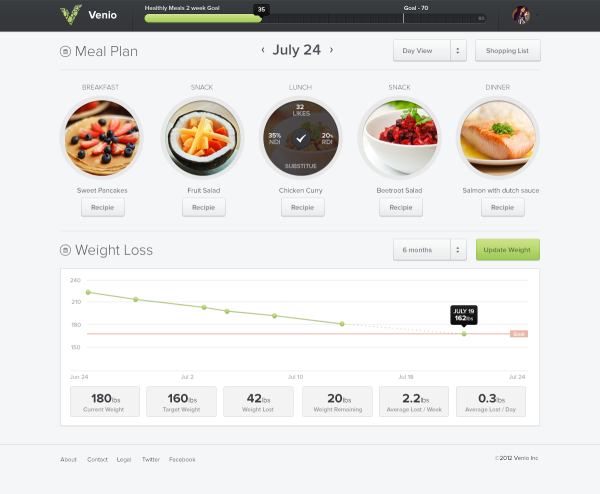 Healthly Meals 2 week Goal
35
Goal - 70
Venio
Meal Plan
‹ July 24 ›
Day View
Shopping List
BREAKFAST
SNACK
LUNCH
SNACK
DINNER
32
LIKES
35%
NDI
20%
RDI
SUBSTITUE
Sweet Pancakes
Fruit Salad
Chicken Curry
Beetroot Salad
Salmon with dutch sauce
Recipie
Recipie
Recipie
Recipie
Recipie
Weight Loss
6 months
Update Weight
240
210
180
150
JULY 19
162lbs
Goal
Jun 24
Jul 2
Jul 10
Jul 18
Jul 24
180lbs
Current Weight
160lbs
Target Weight
42lbs
Weight Lost
20lbs
Weight Remaining
2.2lbs
Average Lost / Week
0.3lbs
Average Lost / Day
About
Contact
Legal
Twitter
Facebook
©2012 Venio Inc